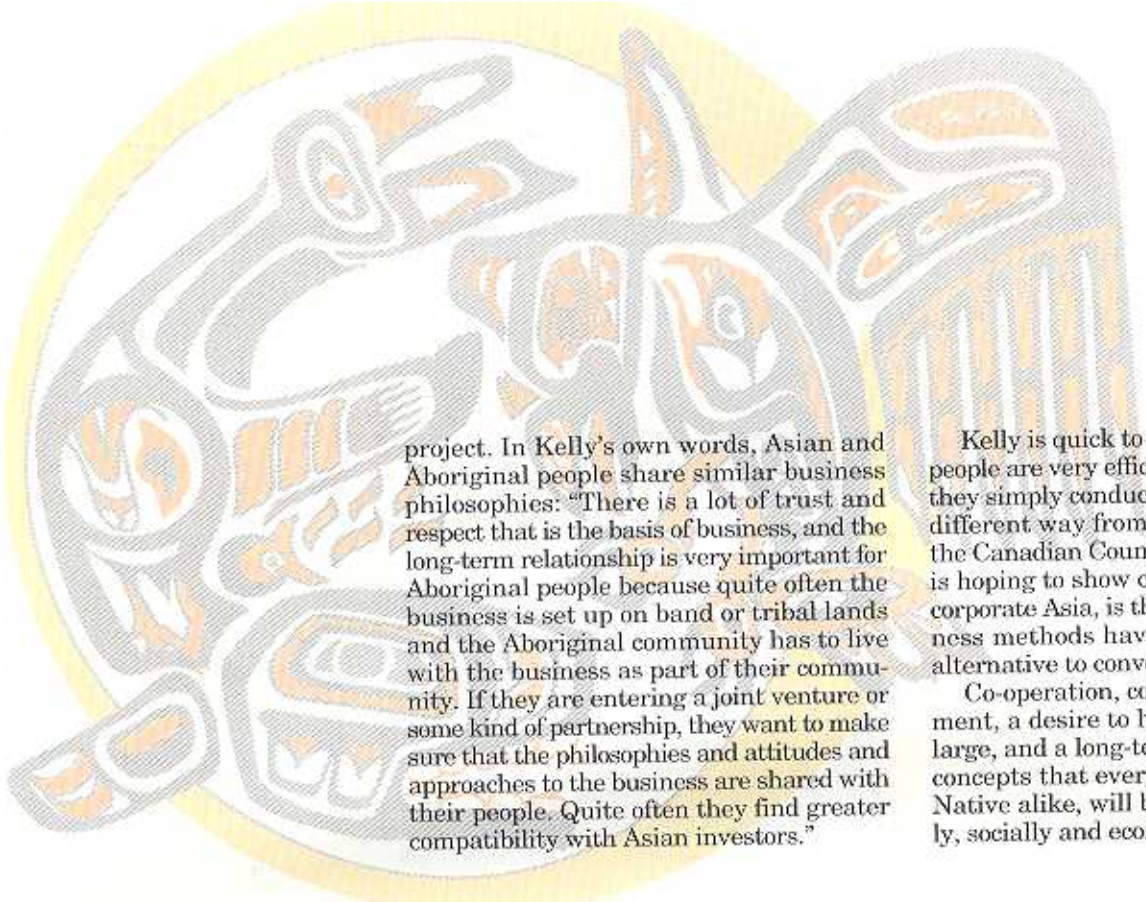 project. In Kelly's own words, Asian and
Aboriginal people share similar business
philosophies: "There is a lot of trust and
respect that is the basis of business, and the
long-term relationship is very important for
Aboriginal people because quite often the
business is set up on band or tribal lands
and the Aboriginal community has to live
with the business as part of their commu-
nity. If they are entering a joint venture or
some kind of partnership, they want to make
sure that the philosophies and attitudes and
approaches to the business are shared with
their people. Quite often they find greater
compatibility with Asian investors."
Kelly is quick to
people are very
they simply
different way from
the Canadian
is hoping to show
corporate Asia, is
ness methods
alternative to
Co-operation,
ment, a desire to
large, and a
concepts that
Native alike, will
ly, socially and